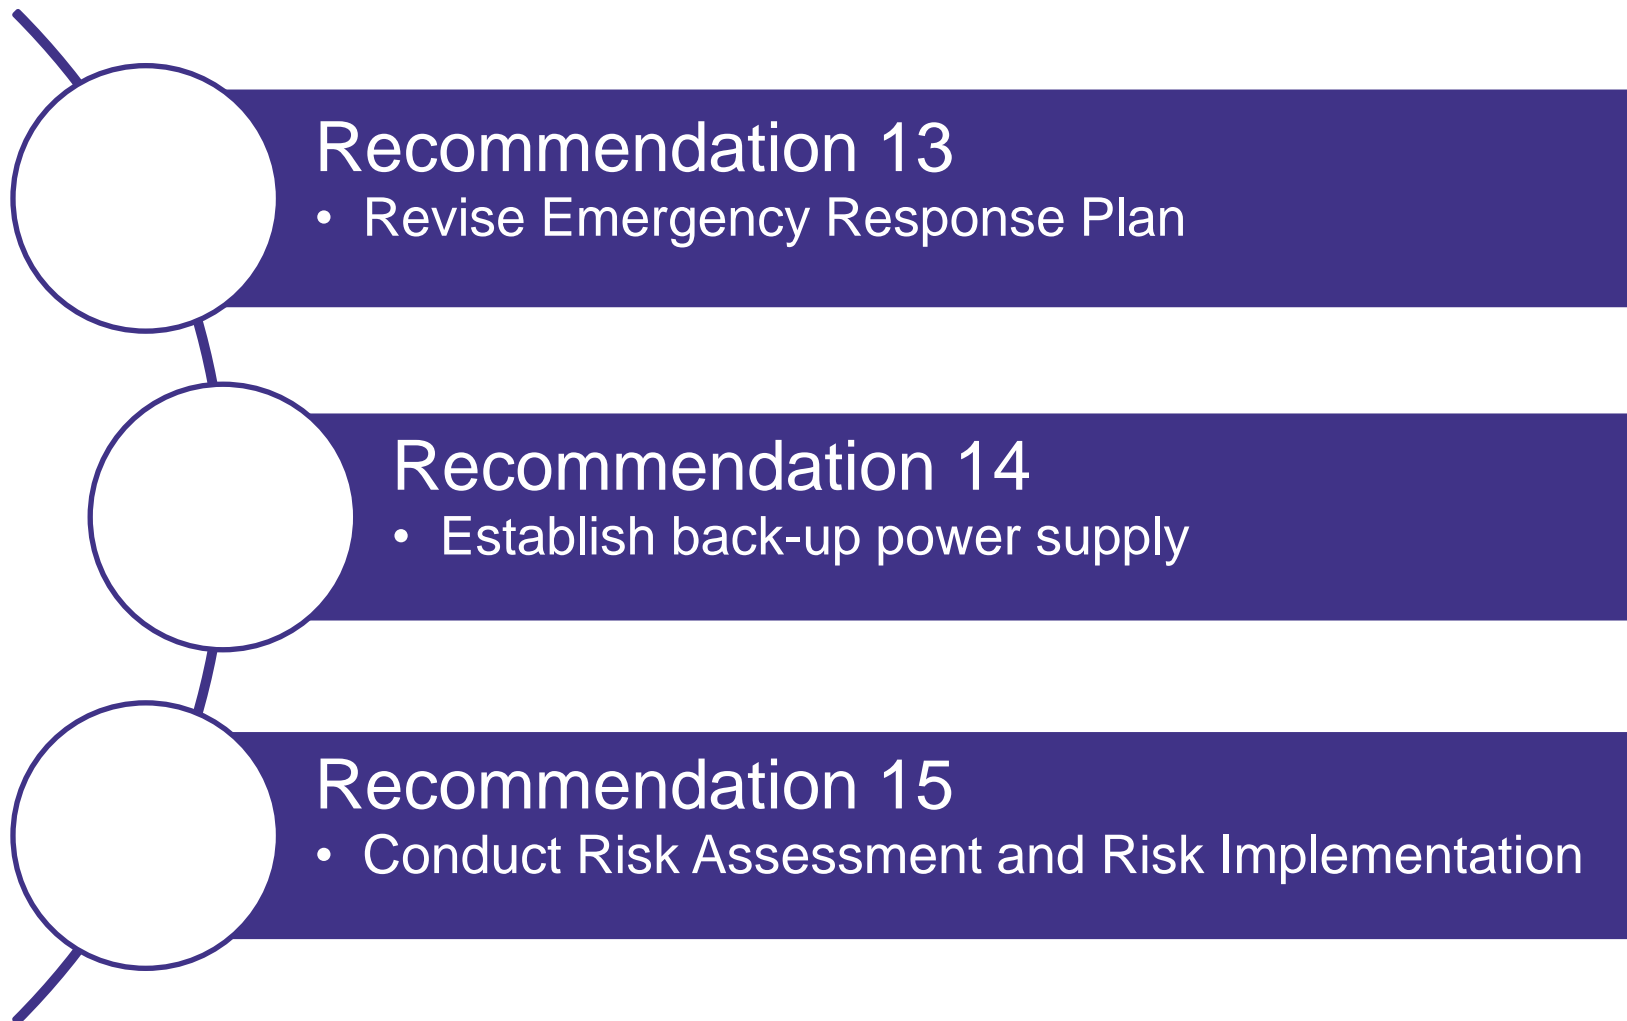 Recommendation 13
• Revise Emergency Response Plan
Recommendation 14
• Establish back-up power supply
Recommendation 15
• Conduct Risk Assessment and Risk Implementation